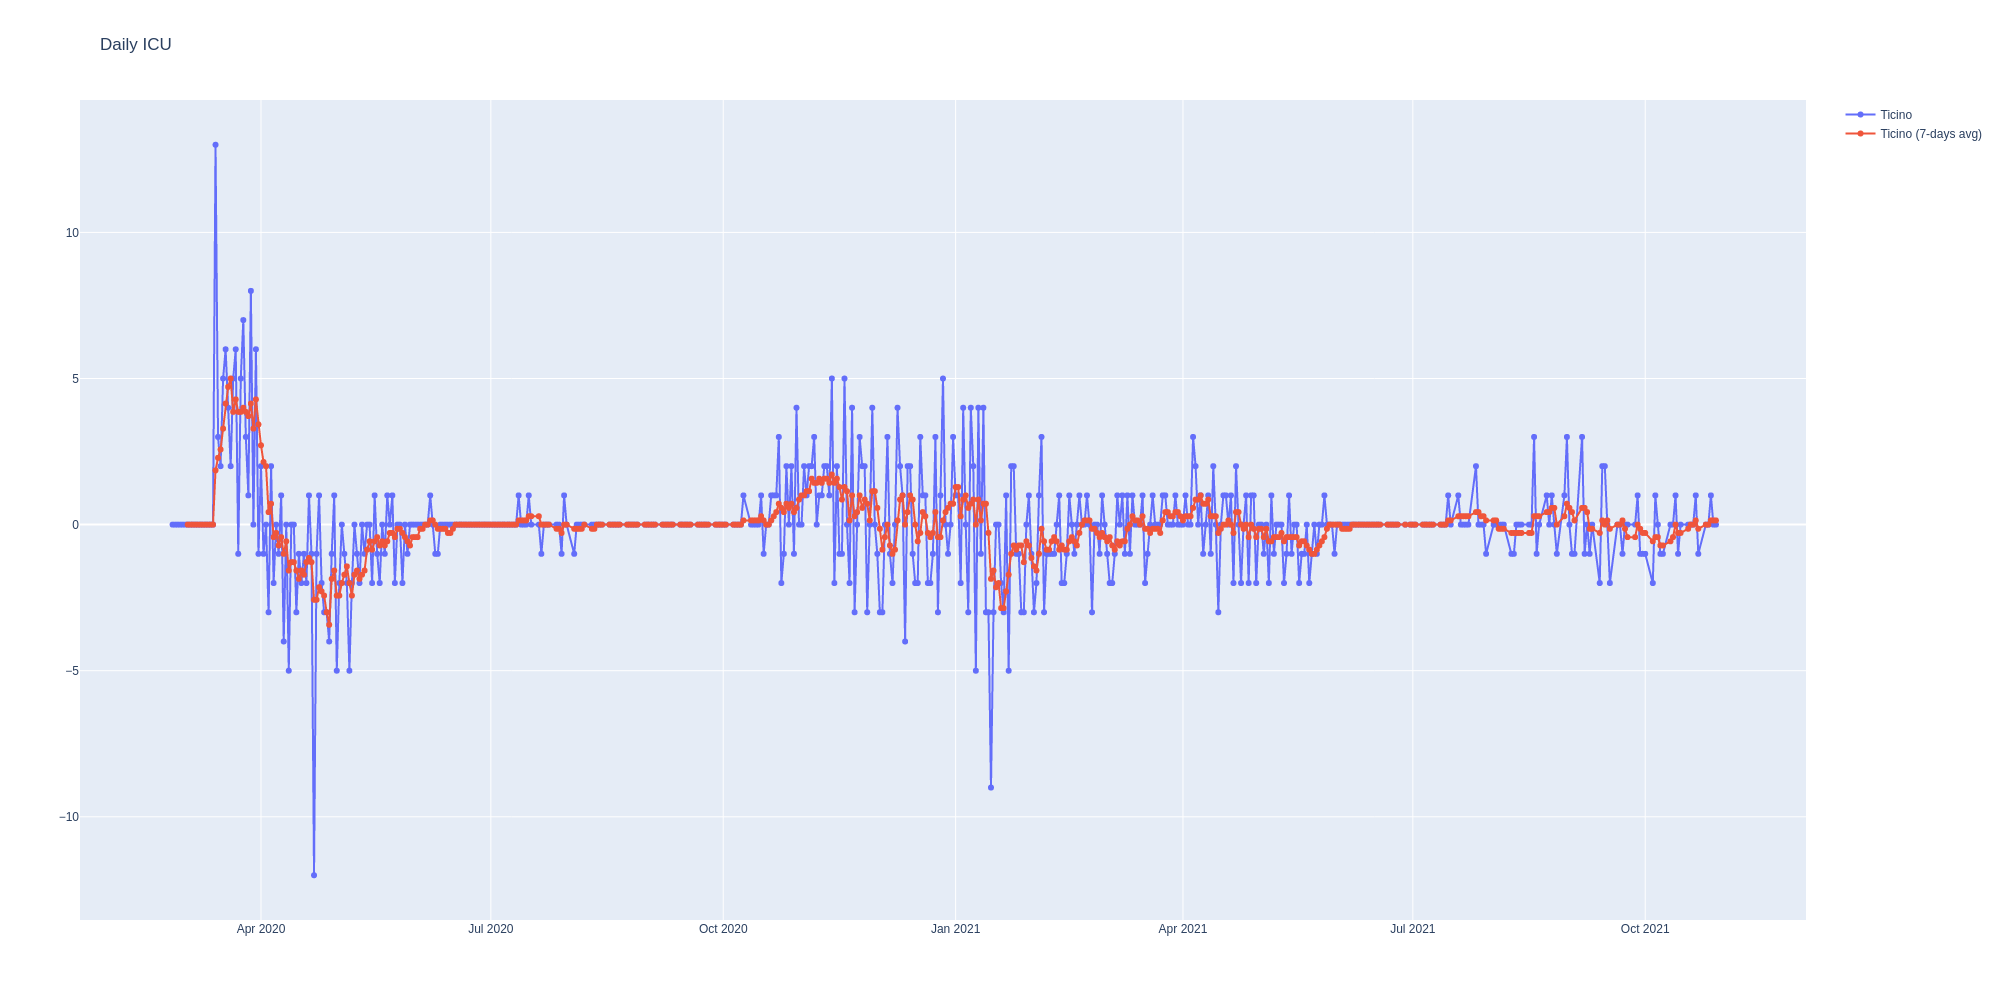 Daily ICU
Ticino
Ticino (7-days avg)
10
5
0
−5
−10
Apr 2020
Jul 2020
Oct 2020
Jan 2021
Apr 2021
Jul 2021
Oct 2021